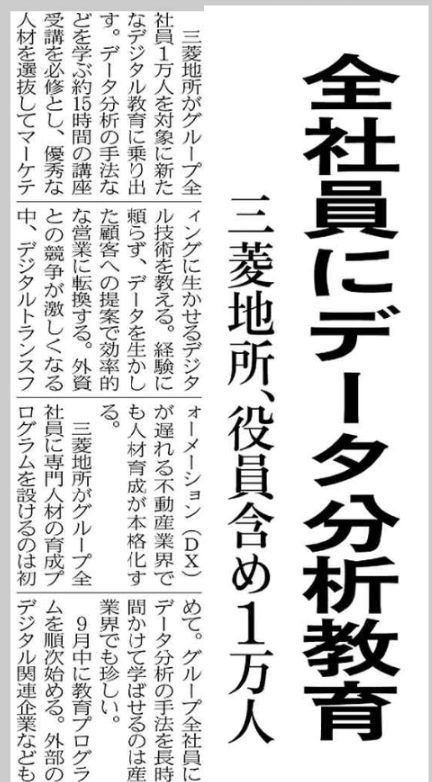 全社員にデータ分析教育
三菱地所、役員含め1万人
三菱地所がグループ全
社員1万人を対象に新た
なデジタル教育に乗り出
す。データ分析の手法な
どを学ぶ約15時間の講座
受講を必修とし、優秀な
人材を選抜してマーケテ
ィングに生かせるデジタ
ル技術を教える。経験に
頼らず、データを生かし
た顧客への提案で効率的
な営業に転換する。外資
との競争が激しくなる
中、デジタルトランスフ
ォーメーション（DX）
が遅れる不動産業界で
も人材育成が本格化す
る。
三菱地所がグループ全
社員に専門人材の育成プ
ログラムを設けるのは初
めて。グループ全社員に
データ分析の手法を長時
間かけて学ばせるのは産
業界でも珍しい。
9月中に教育プログラ
ムを順次始める。外部の
デジタル関連企業なども